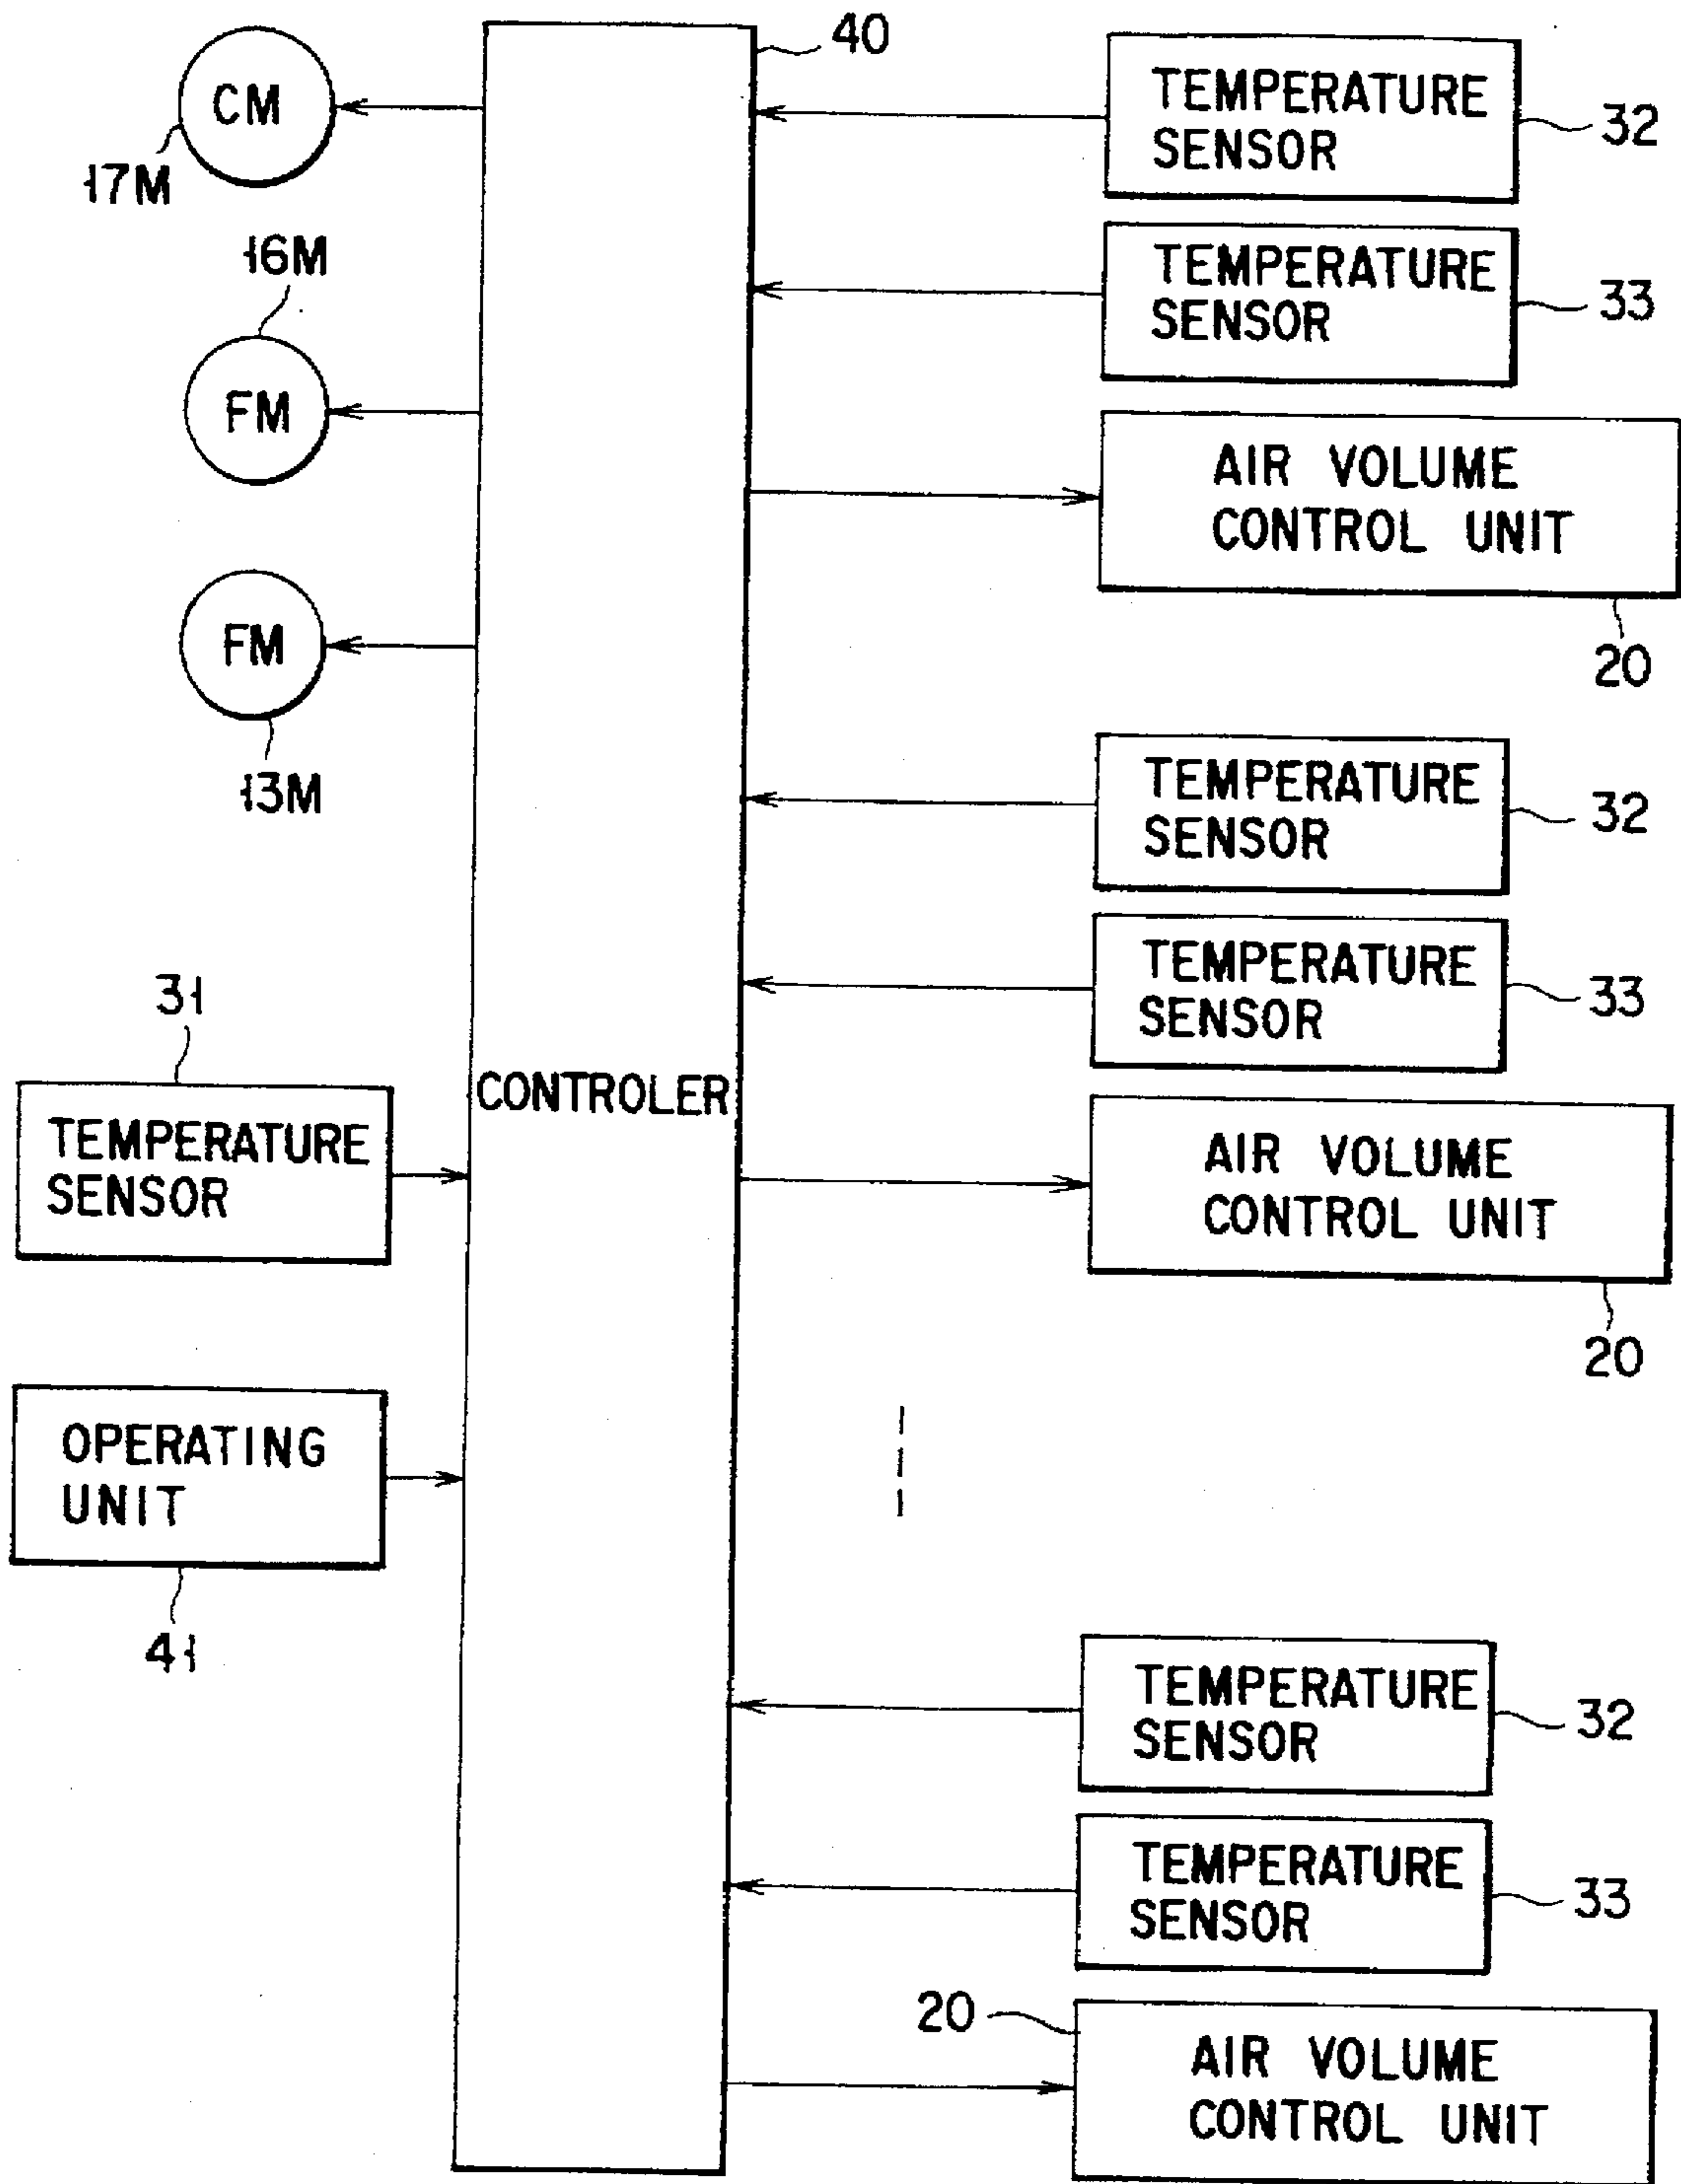 40
CM
17M
16M
FM
FM
13M
31
TEMPERATURE
SENSOR
OPERATING
UNIT
41
CONTROLER
TEMPERATURE
SENSOR
32
TEMPERATURE
SENSOR
33
AIR VOLUME
CONTROL UNIT
20
TEMPERATURE
SENSOR
32
TEMPERATURE
SENSOR
33
AIR VOLUME
CONTROL UNIT
20
TEMPERATURE
SENSOR
32
TEMPERATURE
SENSOR
33
20
AIR VOLUME
CONTROL UNIT